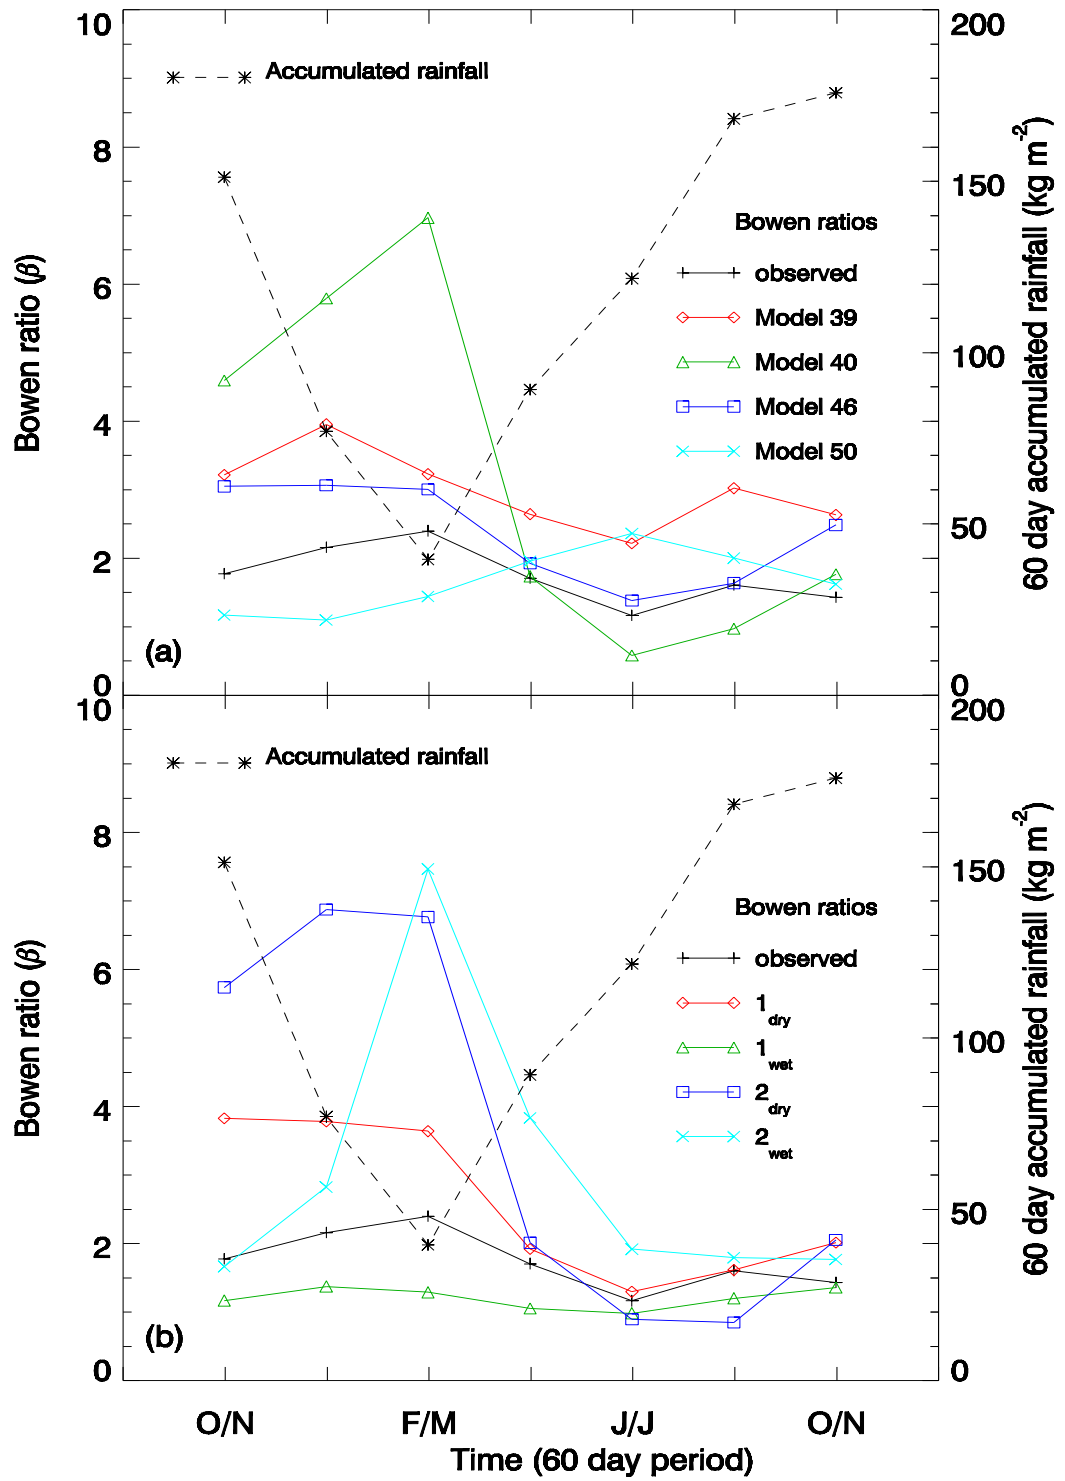 10
8
6
4
2
0
Bowen ratio (β)
200
150
100
50
0
60 day accumulated rainfall (kg m-2)
Accumulated rainfall
Bowen ratios
observed
Model 39
Model 40
Model 46
Model 50
(a)
10
8
6
4
2
0
Bowen ratio (β)
200
150
100
50
0
60 day accumulated rainfall (kg m-2)
Accumulated rainfall
Bowen ratios
observed
1dry
1wet
2dry
2wet
(b)
O/N F/M J/J O/N
Time (60 day period)